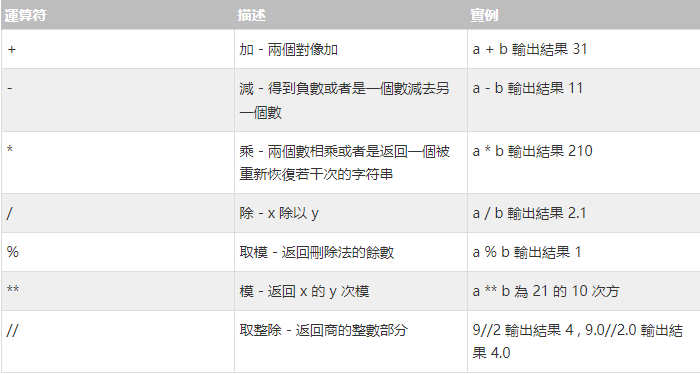 運算符 描述 實例
+ 加 - 兩個對像加 a + b 輸出結果 31
- 減 - 得到負數或者是一個數減去另 a - b 輸出結果 11
一個數
* 乘 - 兩個數相乘或者是返回一個被 a * b 輸出結果 210
重新恢復若干次的字符串
/ 除 - x 除以 y a / b 輸出結果 2.1
% 取模 - 返回刪除法的餘數 a % b 輸出結果 1
** 模 - 返回 x 的 y 次模 a ** b 為 21 的 10 次方
// 取整除 - 返回商的整數部分 9//2 輸出結果 4 , 9.0//2.0 輸出結
果 4.0